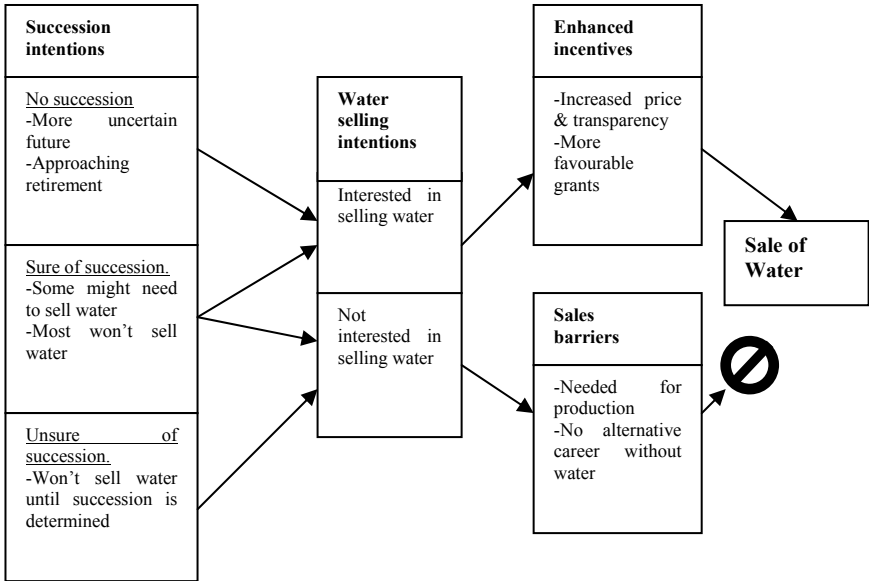 Succession
intentions
No succession
-More uncertain
future
-Approaching
retirement
Sure of succession.
-Some might need
to sell water
-Most won’t sell
water
Unsure of
succession.
-Won’t sell water
until succession is
determined
Water
selling
intentions
Interested in
selling water
Not
interested in
selling water
Enhanced
incentives
-Increased price
& transparency
-More
favourable
grants
Sales
barriers
-Needed for
production
-No alternative
career without
water
Sale of
Water